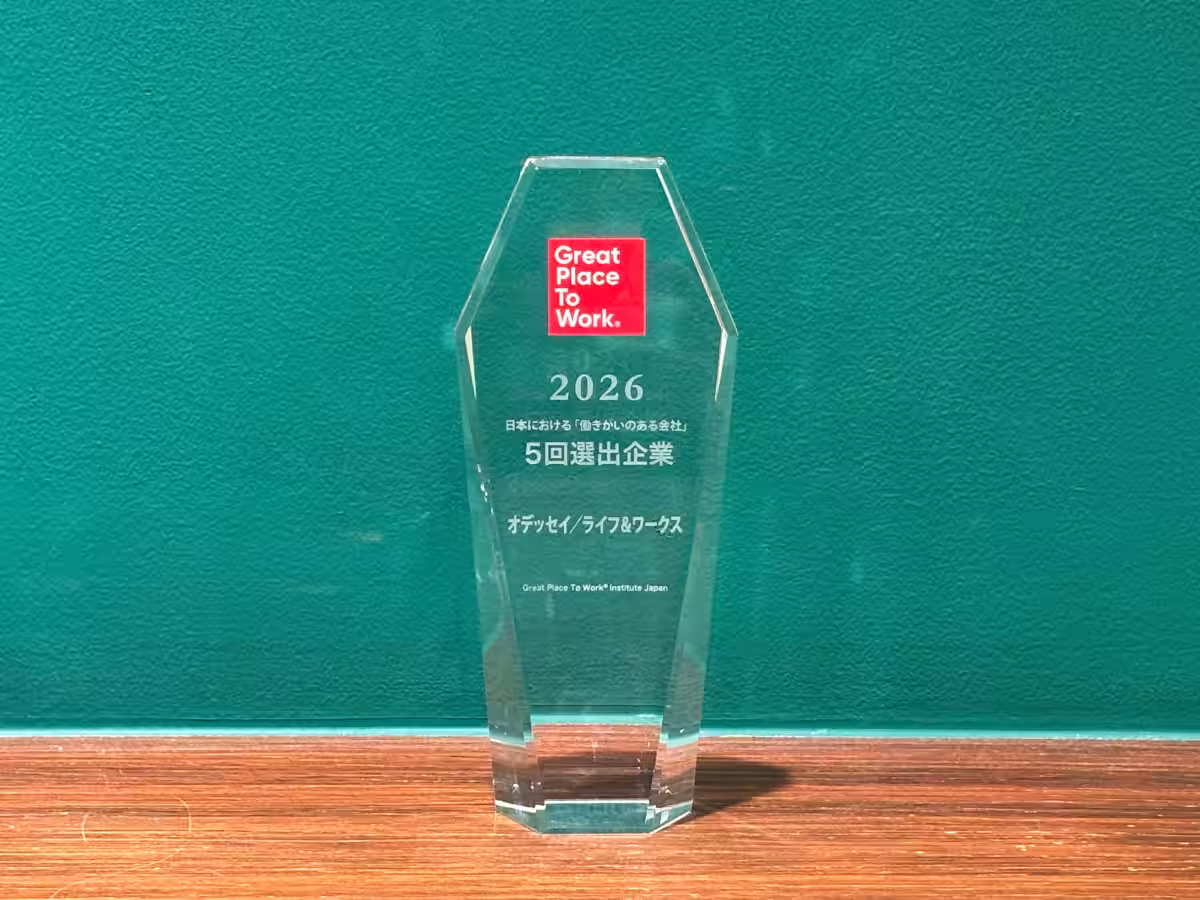 Great
Place
To
Work®
2026
日本における「働きがいのある会社」
5回選出企業
オデッセイ／ライフ&ワークス
Great Place To Work® Institute Japan